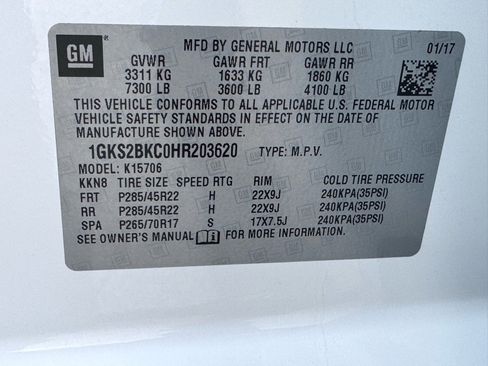 GM
MFD BY GENERAL MOTORS LLC 01/17
GVWR GAWR FRT GAWR RR
3311 KG 1633 KG 1860 KG
7300 LB 3600 LB 4100 LB
THIS VEHICLE CONFORMS TO ALL APPLICABLE U.S. FEDERAL MOTOR
VEHICLE SAFETY STANDARDS IN EFFECT ON THE DATE OF
MANUFACTURE SHOWN ABOVE.
1GKS2BKC0HR203620 TYPE: M.P.V.
MODEL: K15706
KKN8 TIRE SIZE SPEED RTG RIM COLD TIRE PRESSURE
FRT P285/45R22 H 22X9J 240KPA(35PSI)
RR P285/45R22 H 22X9J 240KPA(35PSI)
SPA P265/70R17 S 17X7.5J 240KPA(35PSI)
SEE OWNER'S MANUAL FOR MORE INFORMATION.